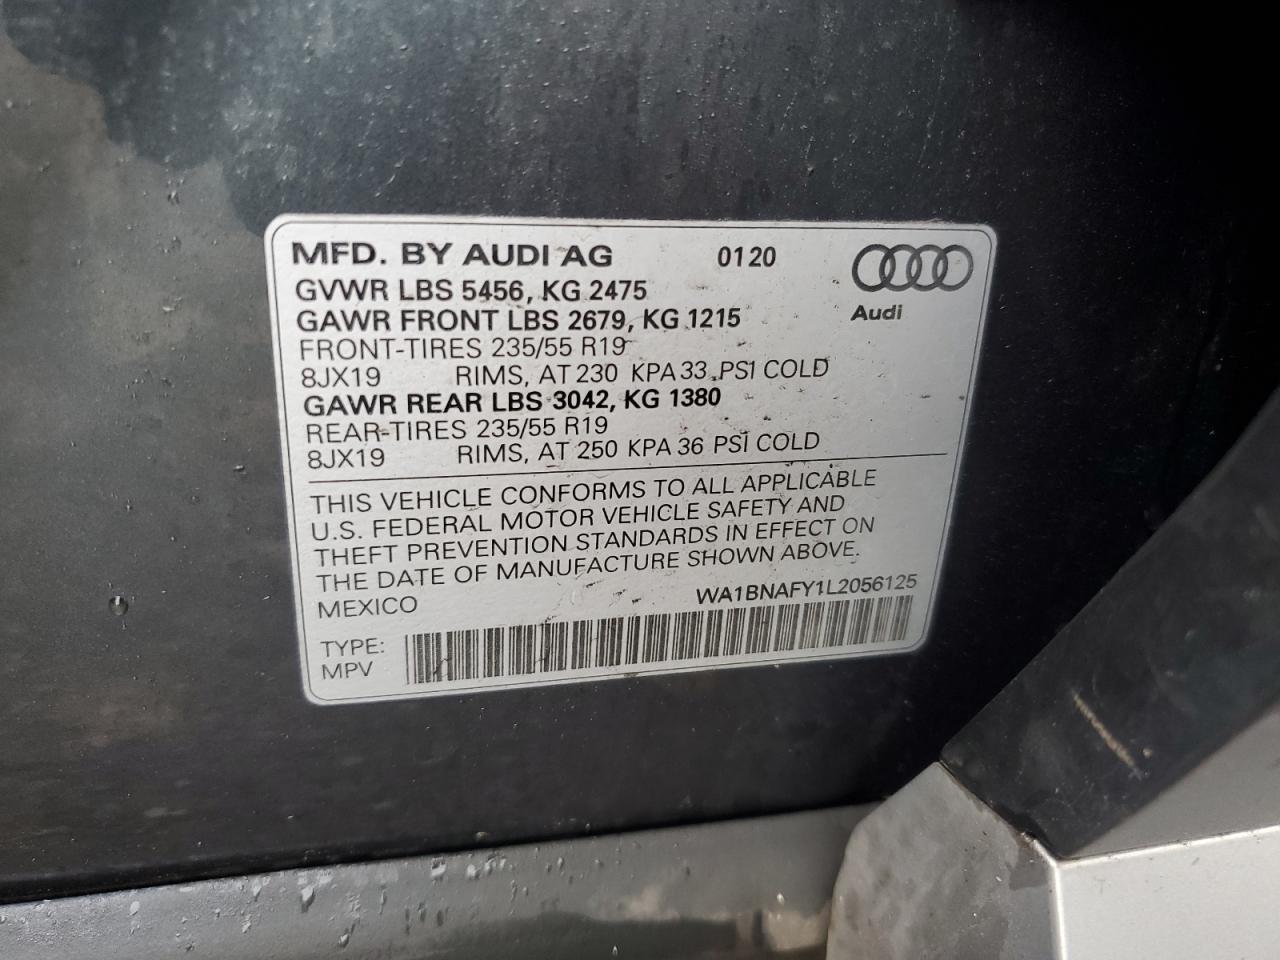 MFD. BY AUDI AG 0120
GVWR LBS 5456, KG 2475
GAWR FRONT LBS 2679, KG 1215
Audi
FRONT-TIRES 235/55 R19
8JX19 RIMS, AT 230 KPA 33 PSI COLD
GAWR REAR LBS 3042, KG 1380
REAR-TIRES 235/55 R19
8JX19 RIMS, AT 250 KPA 36 PSI COLD
THIS VEHICLE CONFORMS TO ALL APPLICABLE
U.S. FEDERAL MOTOR VEHICLE SAFETY AND
THEFT PREVENTION STANDARDS IN EFFECT ON
THE DATE OF MANUFACTURE SHOWN ABOVE.
MEXICO WA1BNAFY1L2056125
TYPE:
MPV